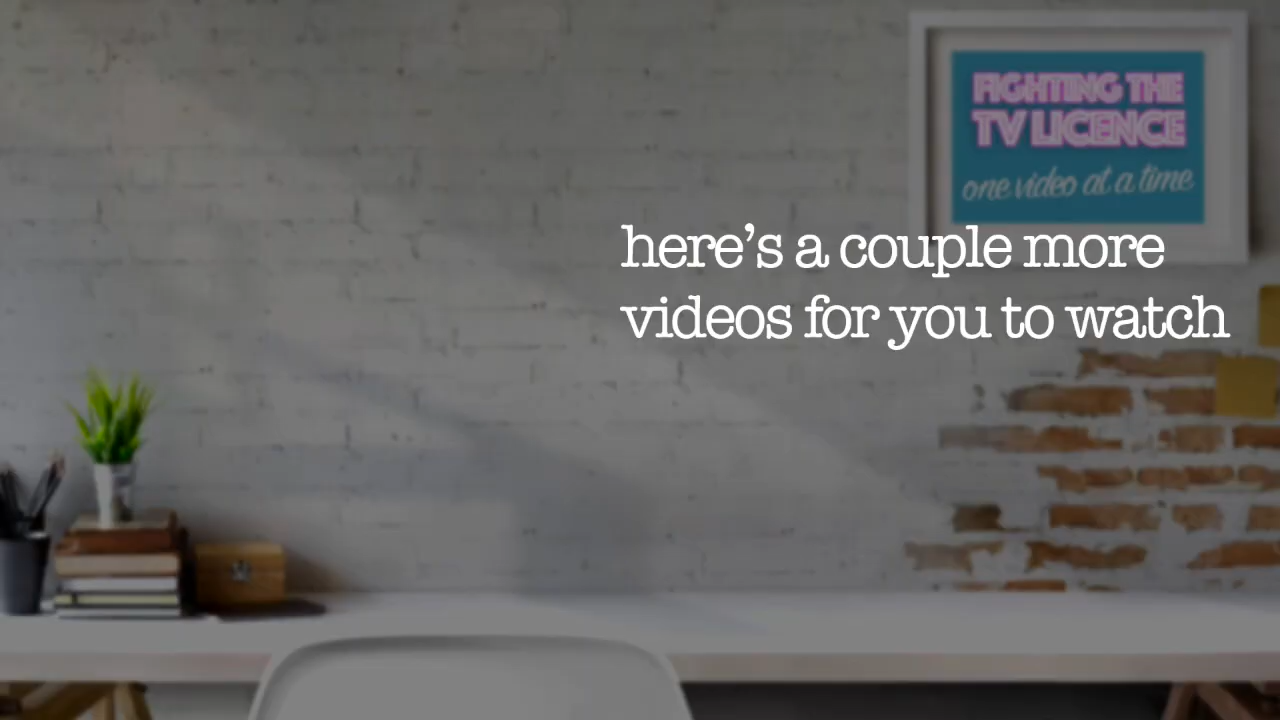 FIGHTING THE
TV LICENCE
one video at a time
here's a couple more
videos for you to watch